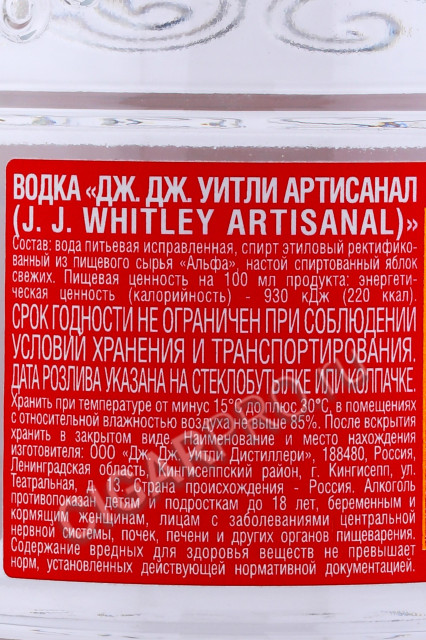 ВОДКА «ДЖ. ДЖ. УИТЛИ АРТИСАНАЛ
(J. J. WHITLEY ARTISANAL)»
Состав: вода питьевая исправленная, спирт этиловый ректифико-
ванный из пищевого сырья «Альфа», настой спиртованный яблок
свежих. Пищевая ценность на 100 мл продукта: энергети-
ческая ценность (калорийность) - 930 кДж (220 ккал).
СРОК ГОДНОСТИ НЕ ОГРАНИЧЕН ПРИ СОБЛЮДЕНИИ
УСЛОВИЙ ХРАНЕНИЯ И ТРАНСПОРТИРОВАНИЯ.
ДАТА РОЗЛИВА УКАЗАНА НА СТЕКЛОБУТЫЛКЕ ИЛИ КОЛПАЧКЕ.
Хранить при температуре от минус 15°С до плюс 30°С, в помещениях
с относительной влажностью воздуха не выше 85%. После вскрытия
хранить в закрытом виде. Наименование и место нахождения
изготовителя: ООО «Дж. Дж. Уитли Дистиллери», 188480, Россия,
Ленинградская область, Кингисеппский район, г. Кингисепп, ул.
Театральная, д. 13. Страна происхождения - Россия. Алкоголь
противопоказан детям и подросткам до 18 лет, беременным и
кормящим женщинам, лицам с заболеваниями центральной
нервной системы, почек, печени и других органов пищеварения.
Содержание вредных для здоровья веществ не превышает
норм, установленных действующей нормативной документацией.
CIGARPRO.ru